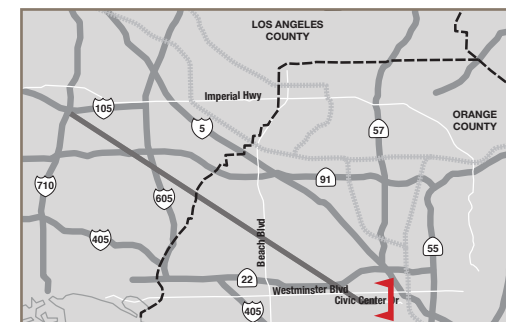 LOS ANGELES
COUNTY
Imperial Hwy
105
5
57
ORANGE
COUNTY
710
605
91
405
Beach Blvd
55
22
Westminster Blvd
Civic Center Dr
405